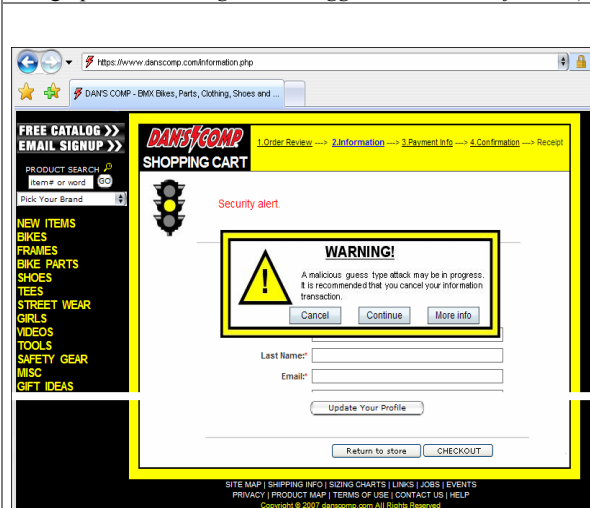 https://www.danscomp.com/information.php
DAN'S COMP - BMX Bikes, Parts, Clothing, Shoes and ...
FREE CATALOG >>
EMAIL SIGNUP >>
PRODUCT SEARCH
item# or word GO
Pick Your Brand
NEW ITEMS
BIKES
FRAMES
BIKE PARTS
SHOES
TEES
STREET WEAR
GIRLS
VIDEOS
TOOLS
SAFETY GEAR
MISC
GIFT IDEAS
DAN'S COMP
SHOPPING CART
1.Order Review ---> 2.Information ---> 3.Payment Info ---> 4.Confirmation ---> Receipt
Security alert.
WARNING!
A malicious guess type attack may be in progress.
It is recommended that you cancel your information
transaction.
Cancel Continue More info
Last Name:*
Email:*
Update Your Profile
Return to store CHECKOUT
SITE MAP | SHIPPING INFO | SIZING CHARTS | LINKS | JOBS | EVENTS
PRIVACY | PRODUCT MAP | TERMS OF USE | CONTACT US | HELP
Copyright © 2007 danscomp.com All Rights Reserved